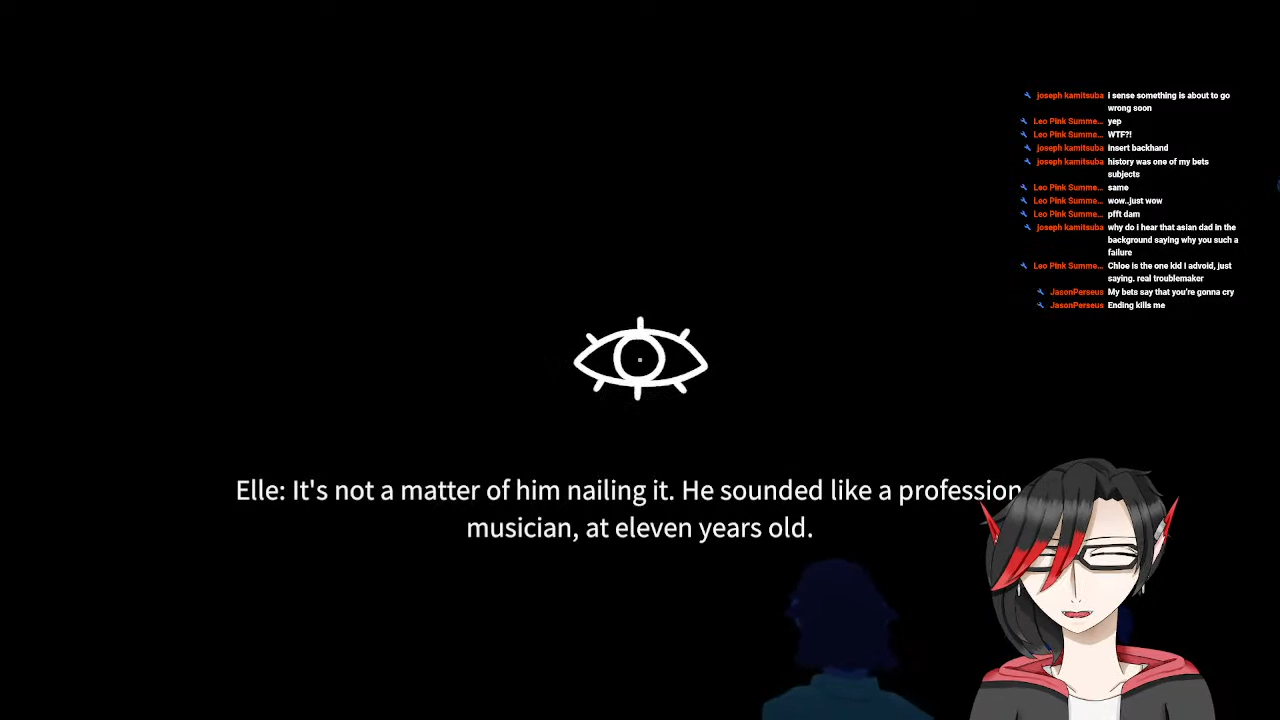 joseph kamitsuba i sense something is about to go
wrong soon
Leo Pink Summe... yep
Leo Pink Summe... WTF?!
joseph kamitsuba insert backhand
joseph kamitsuba history was one of my bets
subjects
Leo Pink Summe... same
Leo Pink Summe... wow..just wow
Leo Pink Summe... pfft dam
joseph kamitsuba why do i hear that asian dad in the
background saying why you such a
failure
Leo Pink Summe... Chloe is the one kid I advoid, just
saying. real troublemaker
JasonPerseus My bets say that you're gonna cry
JasonPerseus Ending kills me
Elle: It's not a matter of him nailing it. He sounded like a profession
musician, at eleven years old.